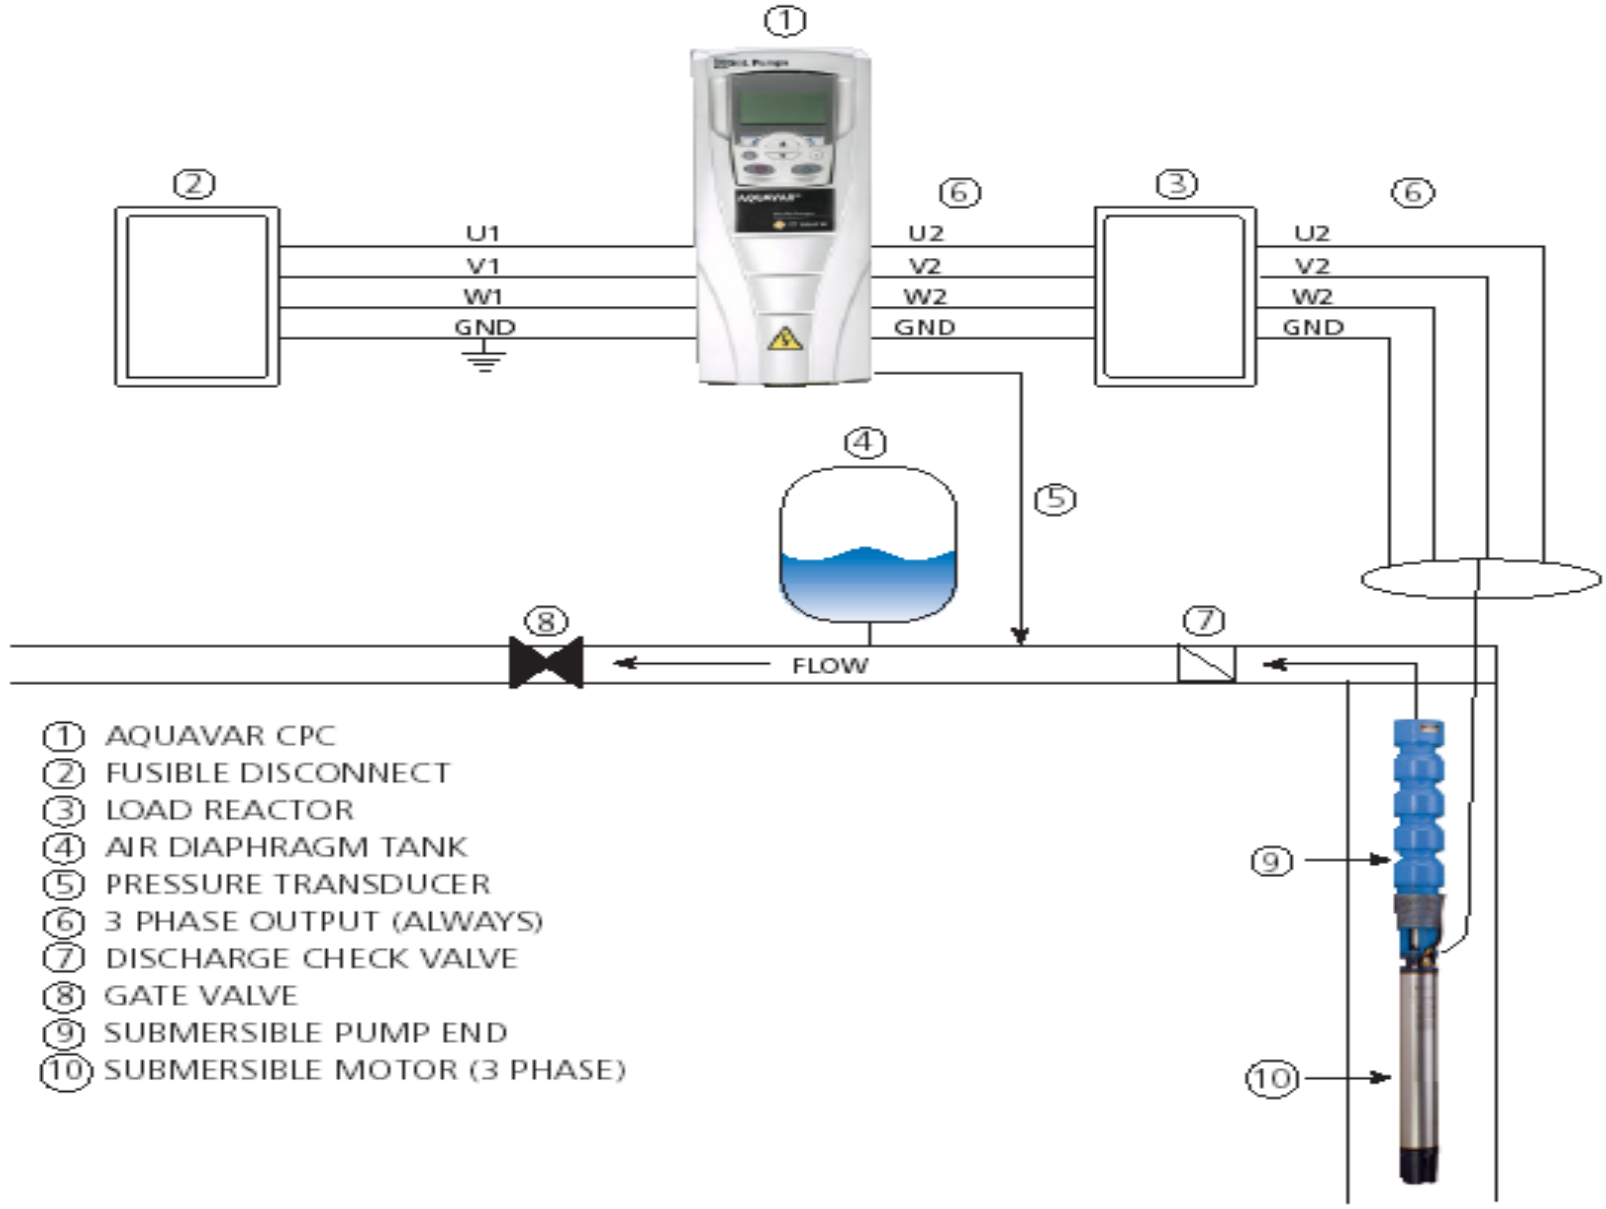 1
2
6
3
6
AQUAVAR
U1
U2
U2
V1
V2
V2
W1
W2
W2
GND
GND
GND
4
5
8
7
FLOW
1 AQUAVAR CPC
2 FUSIBLE DISCONNECT
3 LOAD REACTOR
4 AIR DIAPHRAGM TANK
5 PRESSURE TRANSDUCER
6 3 PHASE OUTPUT (ALWAYS)
7 DISCHARGE CHECK VALVE
8 GATE VALVE
9 SUBMERSIBLE PUMP END
10 SUBMERSIBLE MOTOR (3 PHASE)
9
10